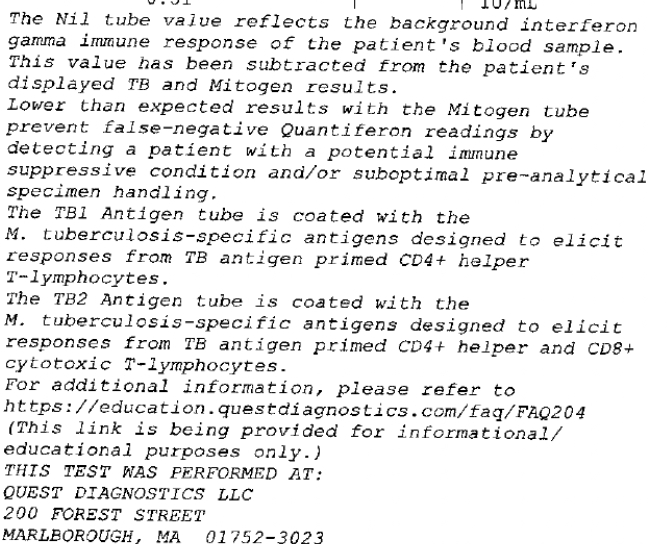 IU/mL
The Nil tube value reflects the background interferon
gamma immune response of the patient's blood sample.
This value has been subtracted from the patient's
displayed TB and Mitogen results.
Lower than expected results with the Mitogen tube
prevent false-negative Quantiferon readings by
detecting a patient with a potential immune
suppressive condition and/or suboptimal pre-analytical
specimen handling.
The TB1 Antigen tube is coated with the
M. tuberculosis-specific antigens designed to elicit
responses from TB antigen primed CD4+ helper
T-lymphocytes.
The TB2 Antigen tube is coated with the
M. tuberculosis-specific antigens designed to elicit
responses from TB antigen primed CD4+ helper and CD8+
cytotoxic T-lymphocytes.
For additional information, please refer to
https://education.questdiagnostics.com/faq/FAQ204
(This link is being provided for informational/
educational purposes only.)
THIS TEST WAS PERFORMED AT:
QUEST DIAGNOSTICS LLC
200 FOREST STREET
MARLBOROUGH, MA 01752-3023